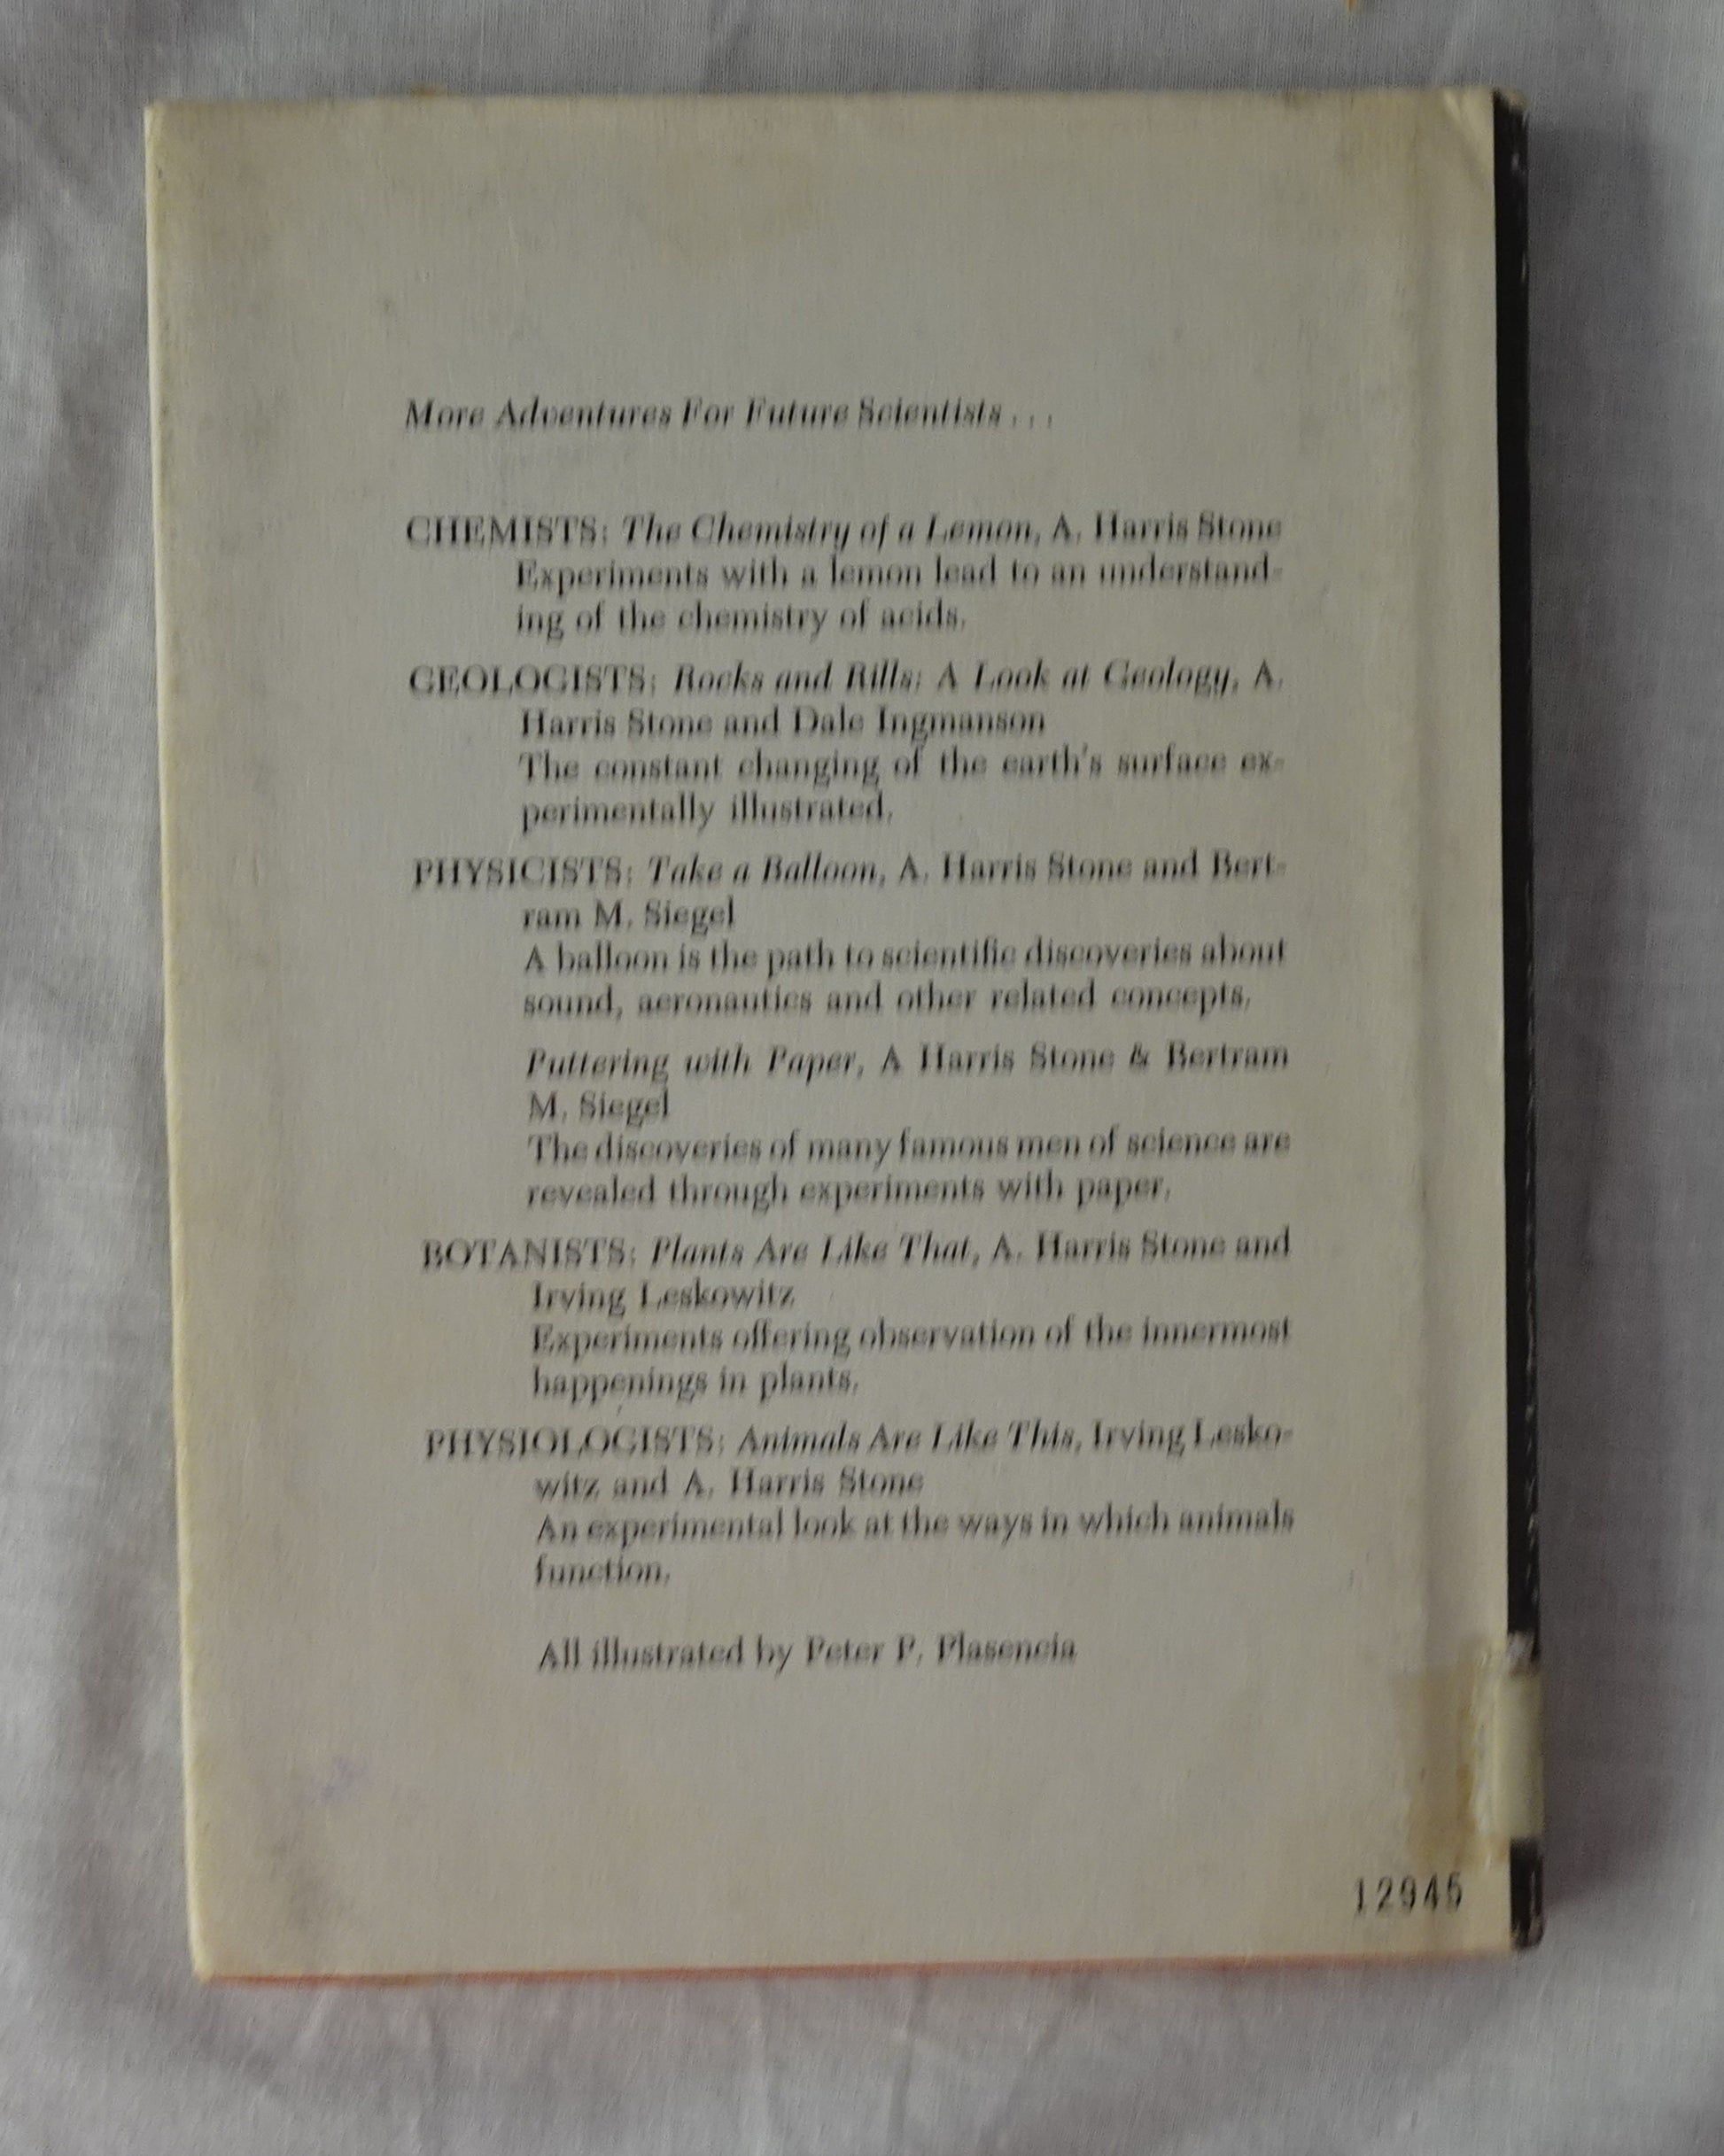 More Adventures For Future Scientists . . .
CHEMISTS: The Chemistry of a Lemon, A. Harris Stone
Experiments with a lemon lead to an understand-
ing of the chemistry of acids.
GEOLOGISTS: Rocks and Rills: A Look at Geology, A.
Harris Stone and Dale Ingmanson
The constant changing of the earth's surface ex-
perimentally illustrated.
PHYSICISTS: Take a Balloon, A. Harris Stone and Bert-
ram M. Siegel
A balloon is the path to scientific discoveries about
sound, aeronautics and other related concepts.
Puttering with Paper, A Harris Stone & Bertram
M. Siegel
The discoveries of many famous men of science are
revealed through experiments with paper.
BOTANISTS: Plants Are Like That, A. Harris Stone and
Irving Leskowitz
Experiments offering observation of the innermost
happenings in plants.
PHYSIOLOGISTS: Animals Are Like This, Irving Lesko-
witz and A. Harris Stone
An experimental look at the ways in which animals
function.
All illustrated by Peter P. Plasencia
12945